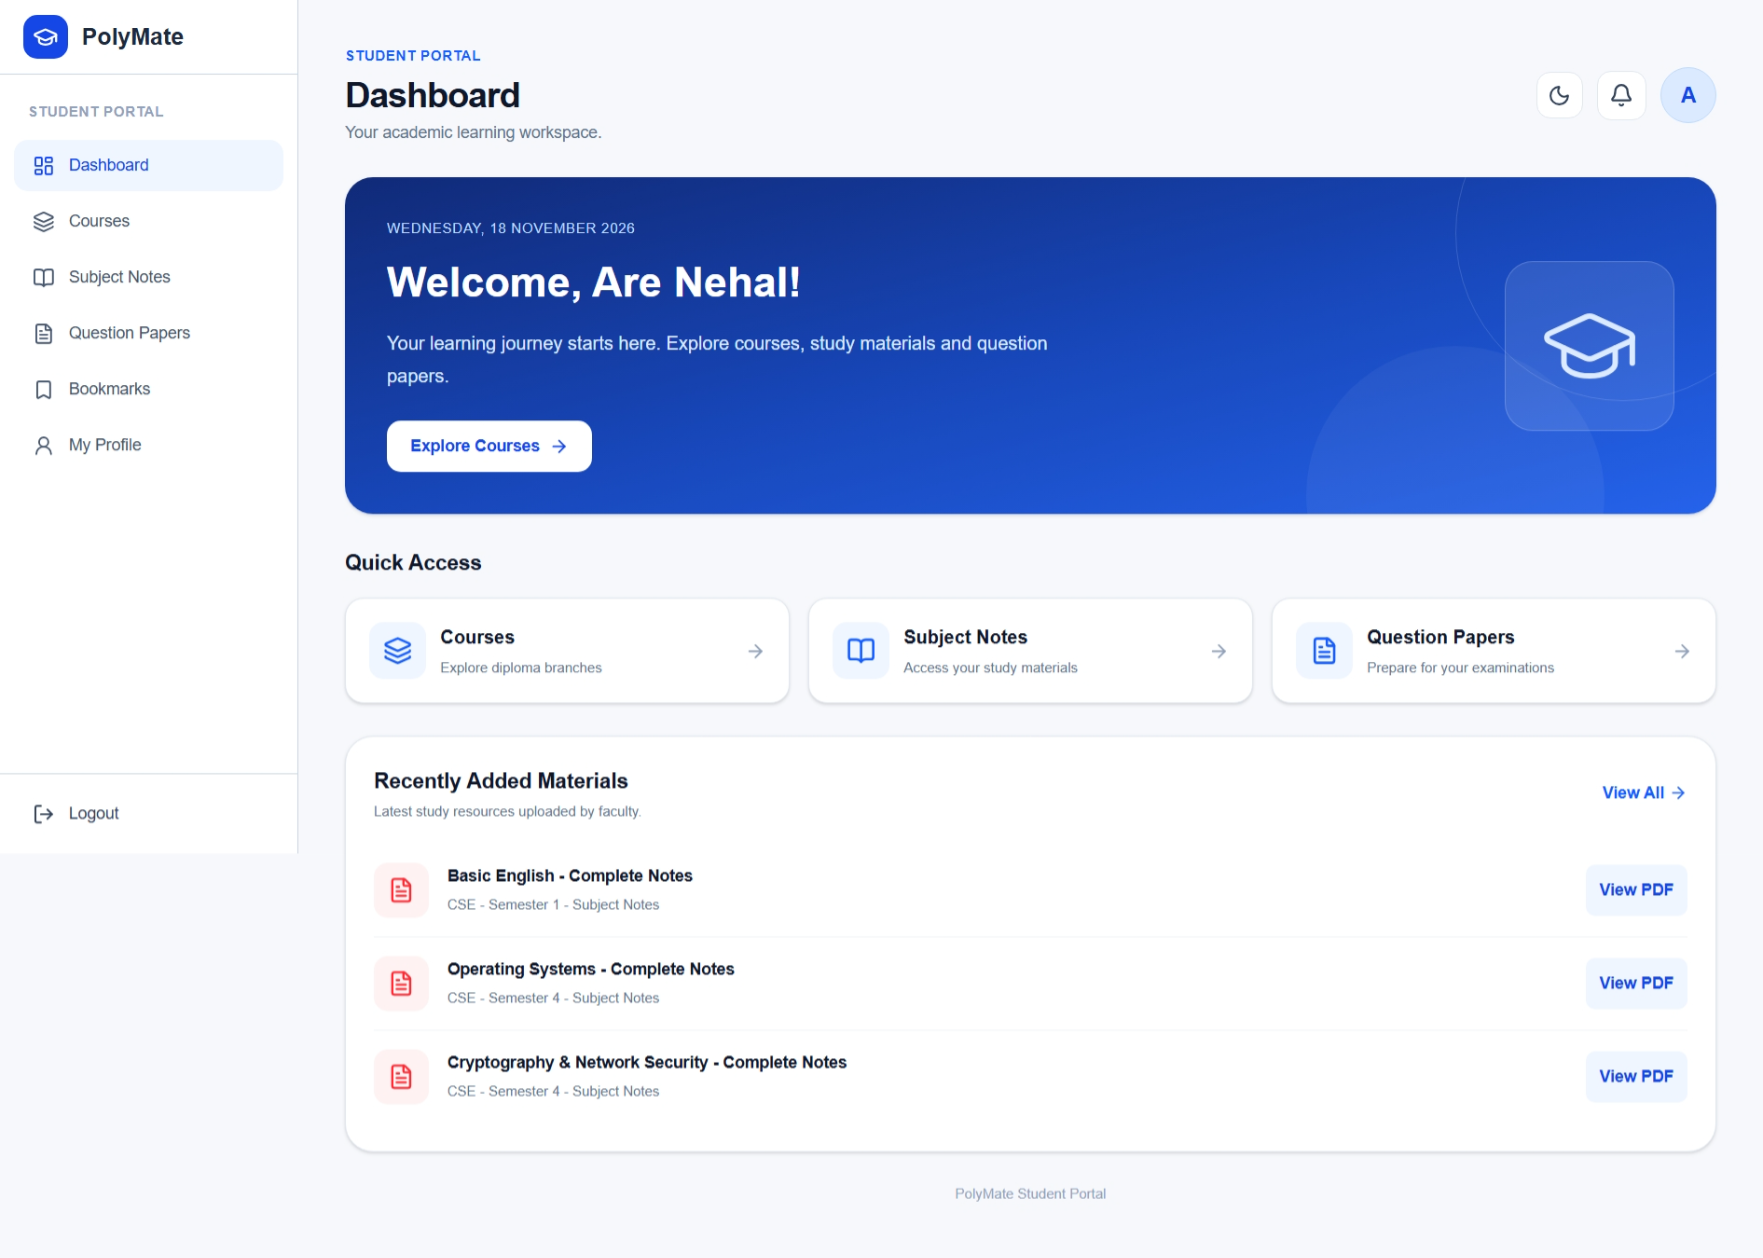 PolyMate
STUDENT PORTAL
Dashboard
Courses
Subject Notes
Question Papers
Bookmarks
My Profile
Logout
STUDENT PORTAL
Dashboard
Your academic learning workspace.
A
WEDNESDAY, 18 NOVEMBER 2026
Welcome, Are Nehal!
Your learning journey starts here. Explore courses, study materials and question
papers.
Explore Courses
Quick Access
Courses
Explore diploma branches
Subject Notes
Access your study materials
Question Papers
Prepare for your examinations
Recently Added Materials
Latest study resources uploaded by faculty.
View All
Basic English - Complete Notes
CSE - Semester 1 - Subject Notes
View PDF
Operating Systems - Complete Notes
CSE - Semester 4 - Subject Notes
View PDF
Cryptography & Network Security - Complete Notes
CSE - Semester 4 - Subject Notes
View PDF
PolyMate Student Portal